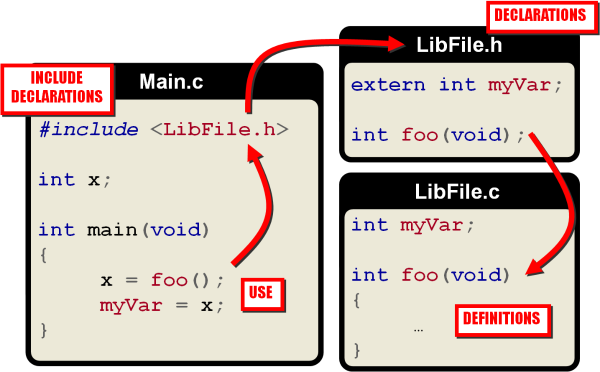 INCLUDE
DECLARATIONS
Main.c
#include <LibFile.h>
int x;
int main(void)
{
x = foo();
myVar = x;
}
USE
DECLARATIONS
LibFile.h
extern int myVar;
int foo(void);
LibFile.c
int myVar;
int foo(void)
{
…
}
DEFINITIONS